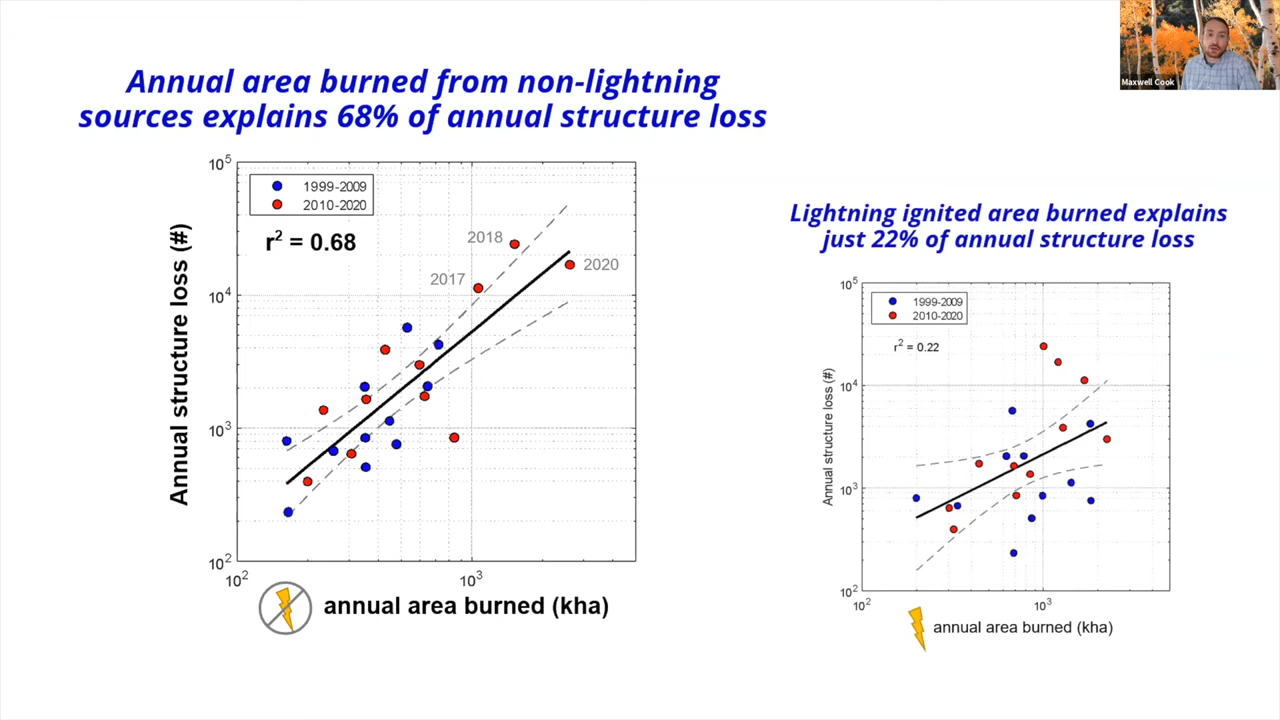 Maxwell Cook
Annual area burned from non-lightning
sources explains 68% of annual structure loss
10^5
1999-2009
2010-2020
r^2 = 0.68
2018
2020
2017
Annual structure loss (#)
10^4
10^3
10^2
10^2
10^3
annual area burned (kha)
Lightning ignited area burned explains
just 22% of annual structure loss
10^5
1999-2009
2010-2020
r^2 = 0.22
Annual structure loss (#)
10^4
10^3
10^2
10^2
10^3
annual area burned (kha)